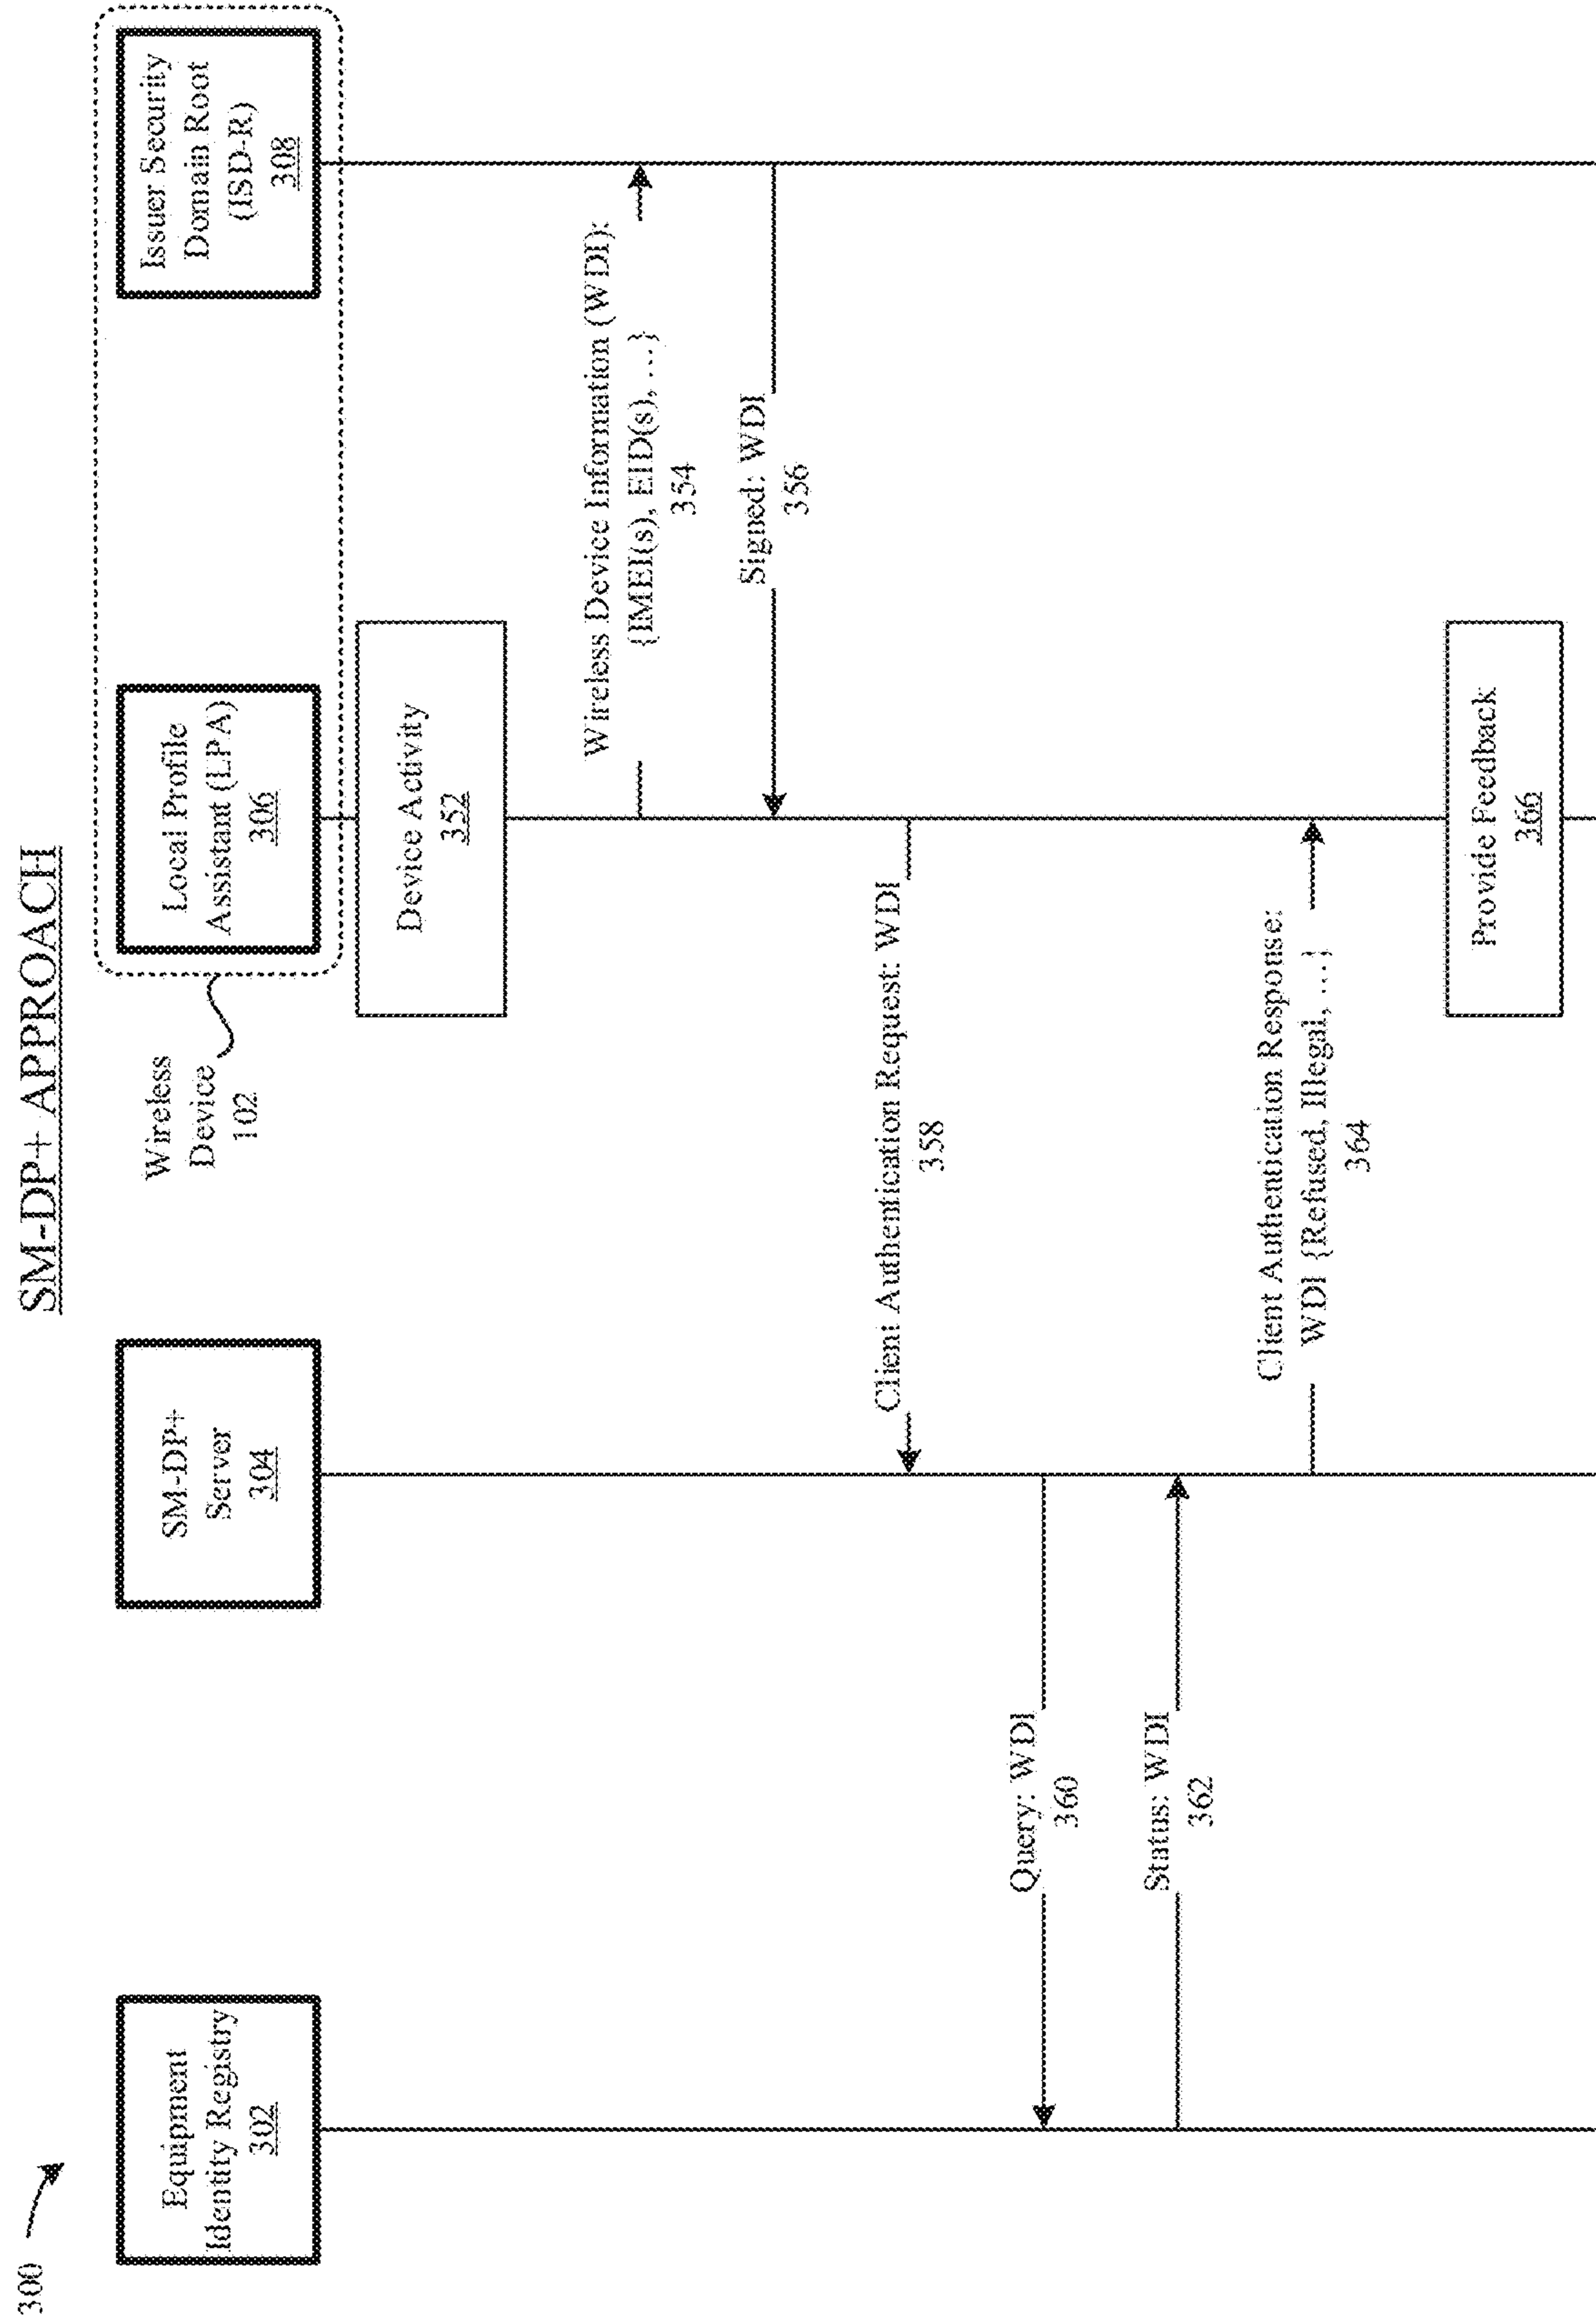 300
SM-DP+ APPROACH
Equipment
Identity Registry
302
SM-DP+
Server
304
Wireless
Device
102
Local Profile
Assistant (LPA)
306
Issuer Security
Domain Root
(ISD-R)
308
Device Activity
352
Wireless Device Information (WDI):
{IMEI(s), EID(s), …}
354
Signed: WDI
356
Client Authentication Request: WDI
358
Query: WDI
360
Status: WDI
362
Client Authentication Response:
WDI {Refused, Illegal, …}
364
Provide Feedback
366